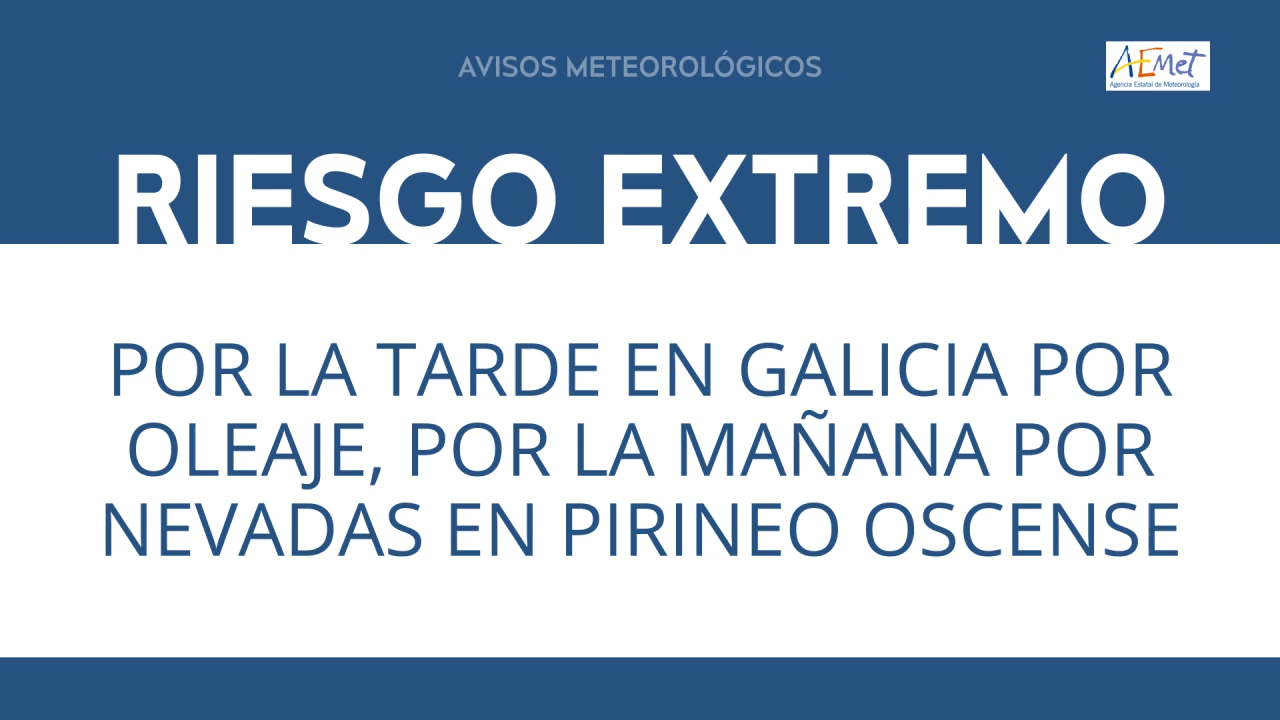 AVISOS METEOROLÓGICOS
AEMet
Agencia Estatal de Meteorología
RIESGO EXTREMO
POR LA TARDE EN GALICIA POR
OLEAJE, POR LA MAÑANA POR
NEVADAS EN PIRINEO OSCENSE